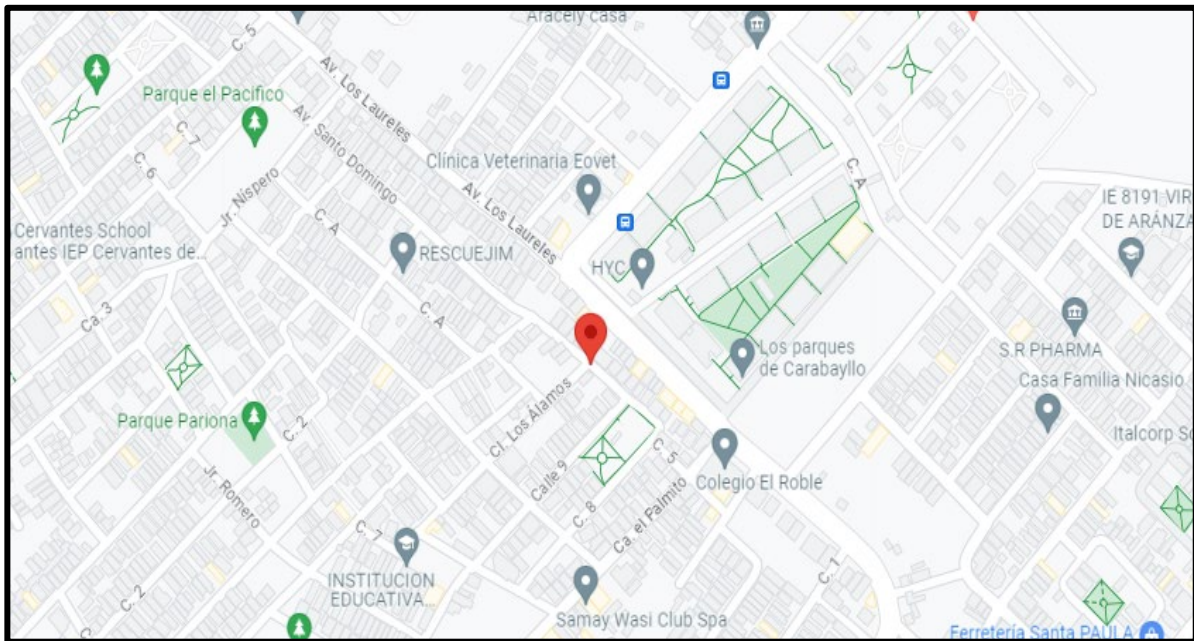 Aracely casa
C. 5
Av. Los Laureles
Parque el Pacífico
Av. Santo Domingo
C. 7
C. 6
Clínica Veterinaria Eovet
C. A
Av. Los Laureles
Jr. Níspero
C. A
IE 8191 VIR
DE ARÁNZA
Cervantes School
antes IEP Cervantes de...
RESCUEJIM
HYC
Ca. 3
C. A
Los parques
de Carabayllo
S.R PHARMA
Casa Familia Nicasio
Parque Pariona
C. 2
Cl. Los Álamos
Italcorp So
Calle 9
C. 5
Colegio El Roble
Jr. Romero
C. 8
Ca. el Palmito
C. 7
INSTITUCION
EDUCATIVA...
C. 2
C. 1
Samay Wasi Club Spa
Ferretería Santa PAULA